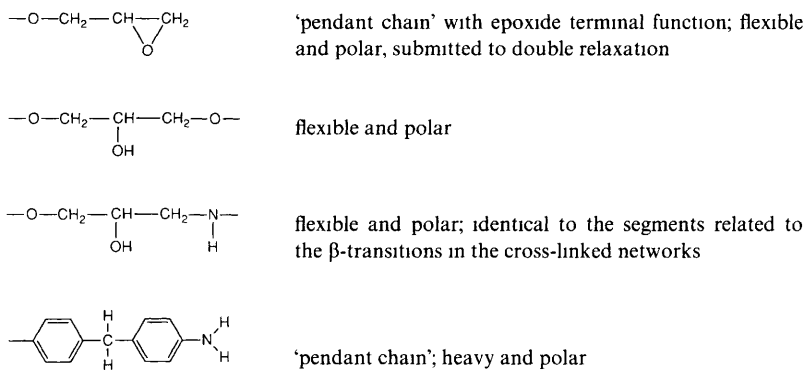 —O—CH₂—CH—CH₂
O
'pendant chain' with epoxide terminal function; flexible
and polar, submitted to double relaxation
—O—CH₂—CH—CH₂—O—
OH
flexible and polar
—O—CH₂—CH—CH₂—N—
OH H
flexible and polar; identical to the segments related to
the β-transitions in the cross-linked networks
H H
C N
H H
'pendant chain'; heavy and polar